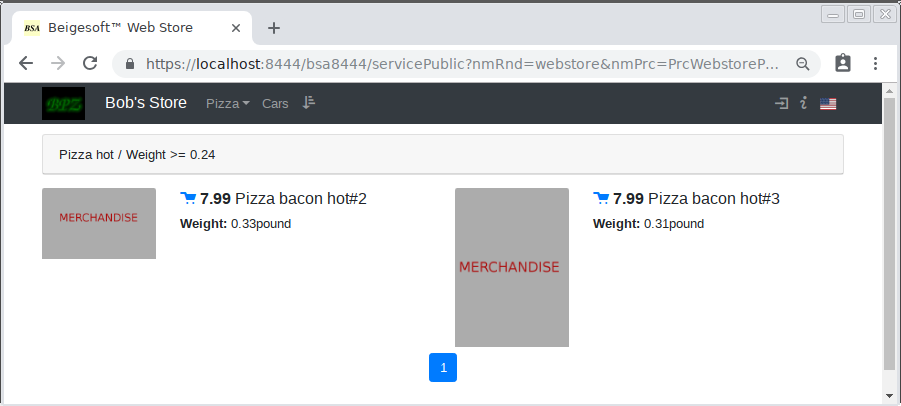 BSA Beigesoft™ Web Store
https://localhost:8444/bsa8444/servicePublic?nmRnd=webstore&nmPrc=PrcWebstoreP…
BPZ Bob's Store Pizza Cars
Pizza hot / Weight >= 0.24
MERCHANDISE
7.99 Pizza bacon hot#2
Weight: 0.33pound
MERCHANDISE
7.99 Pizza bacon hot#3
Weight: 0.31pound
1